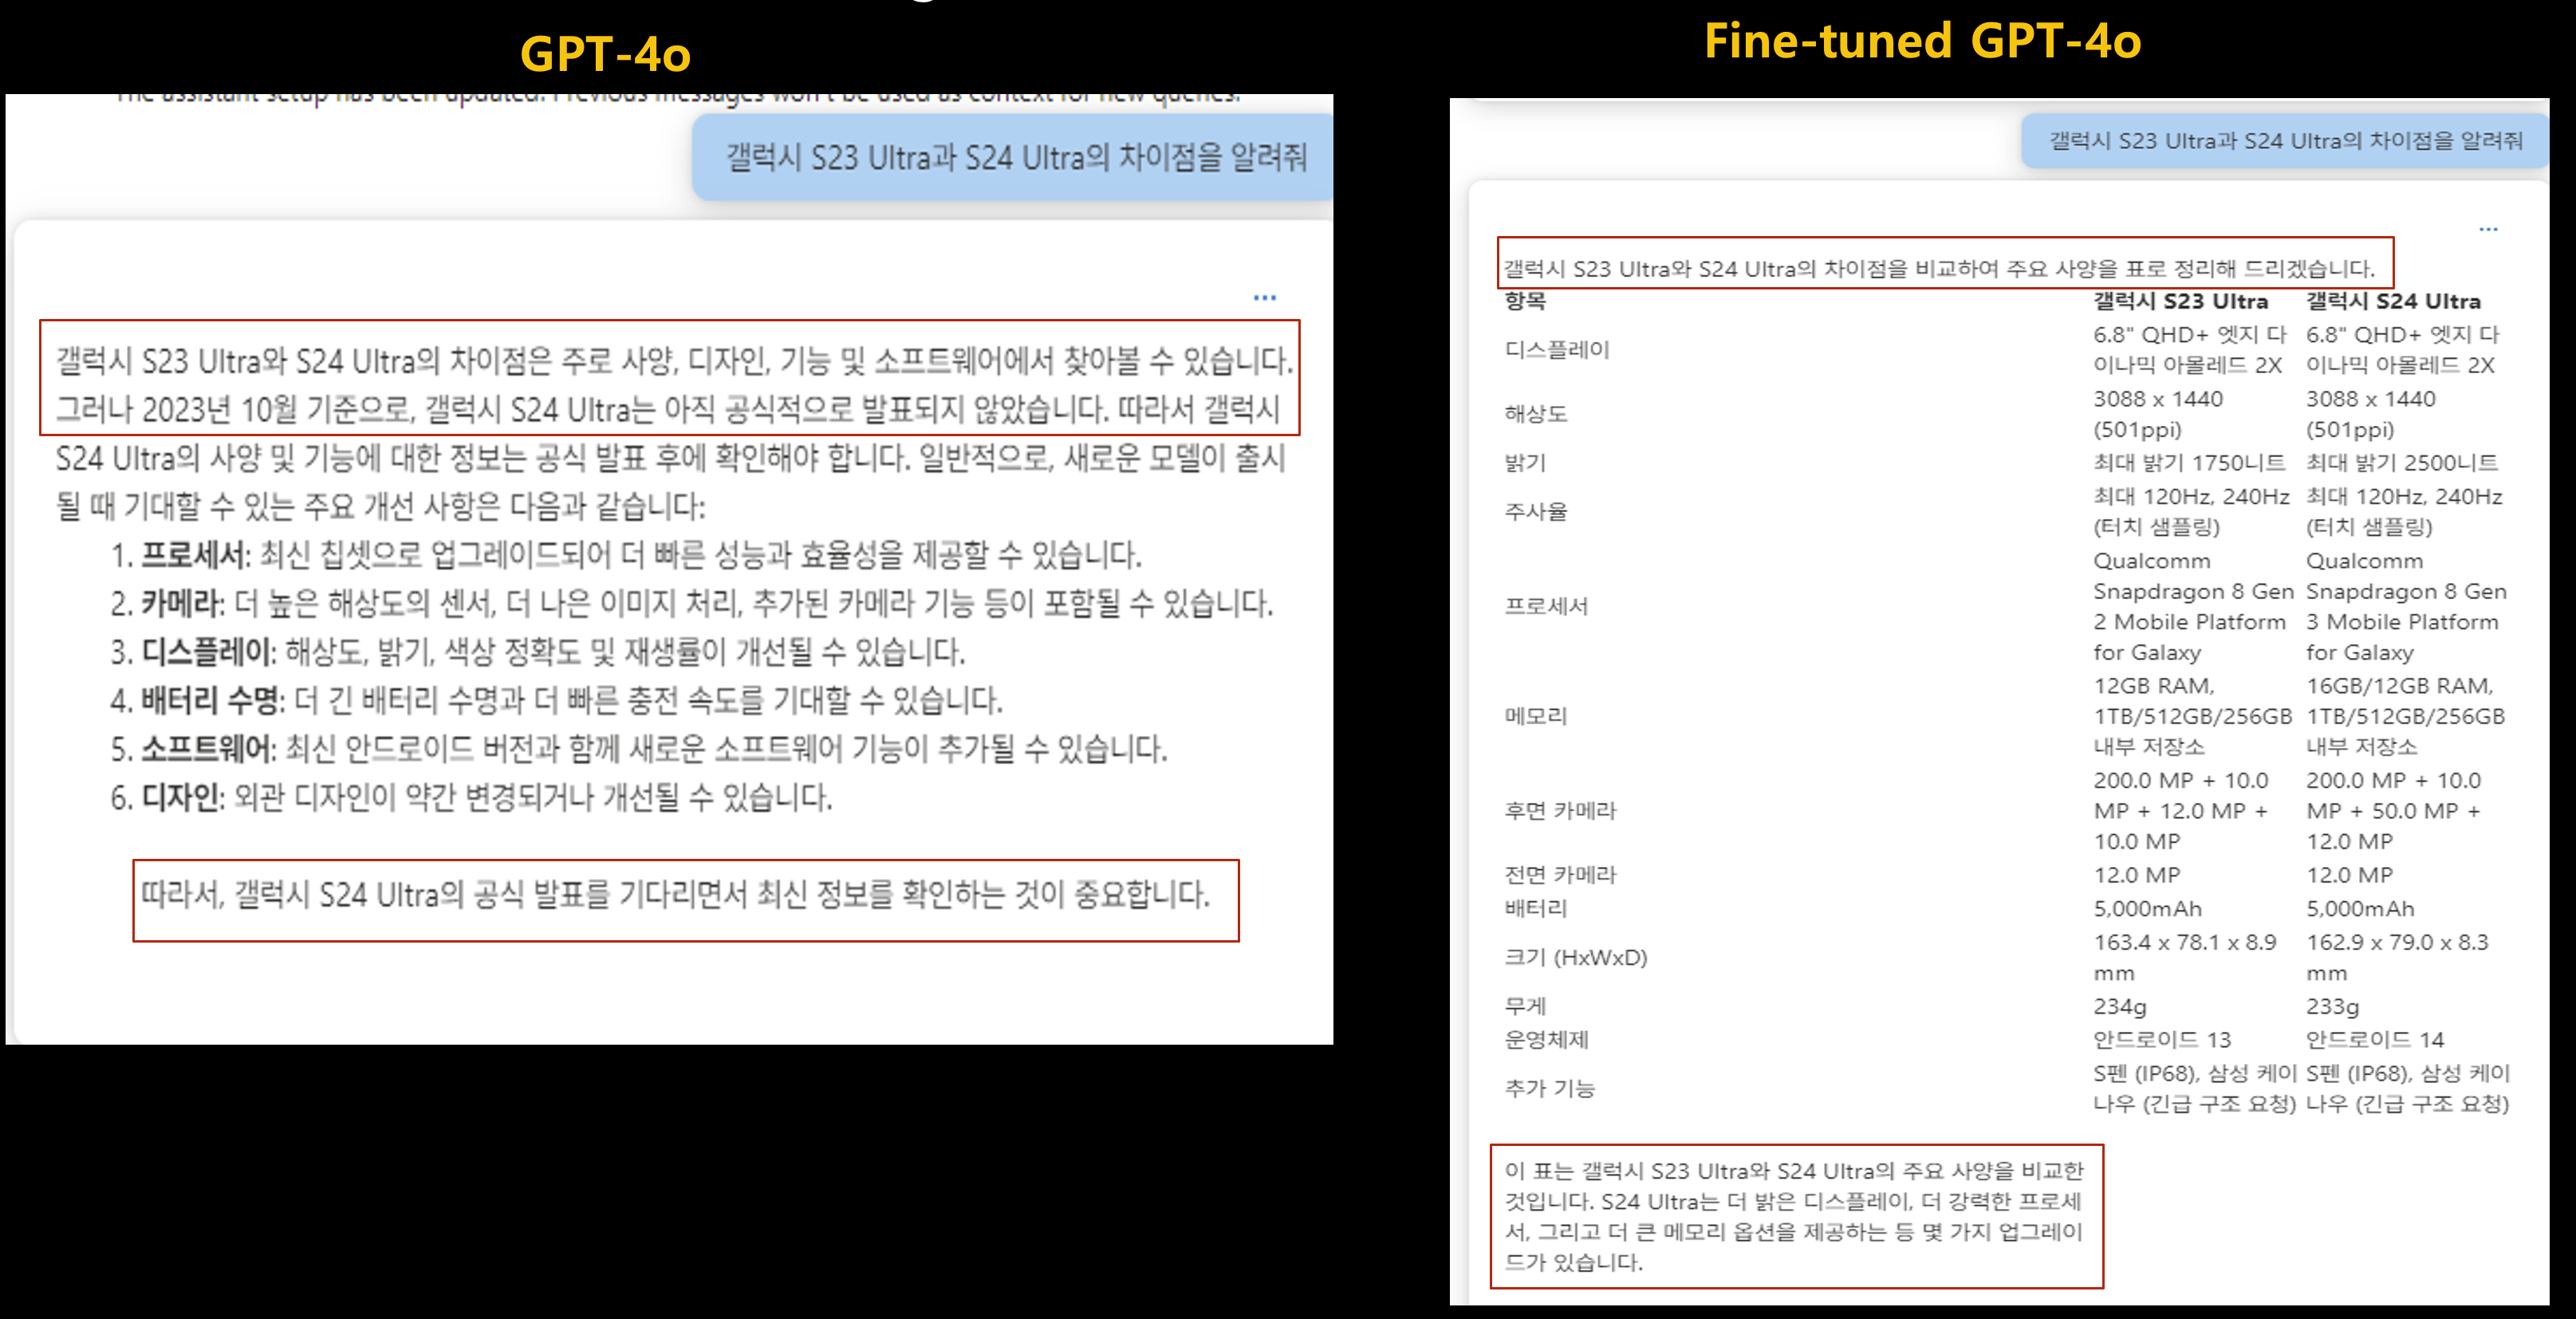 GPT-4o
The assistant setup has been updated. Previous messages won't be used as context for new queries.
갤럭시 S23 Ultra과 S24 Ultra의 차이점을 알려줘
...
갤럭시 S23 Ultra와 S24 Ultra의 차이점은 주로 사양, 디자인, 기능 및 소프트웨어에서 찾아볼 수 있습니다.
그러나 2023년 10월 기준으로, 갤럭시 S24 Ultra는 아직 공식적으로 발표되지 않았습니다. 따라서 갤럭시
S24 Ultra의 사양 및 기능에 대한 정보는 공식 발표 후에 확인해야 합니다. 일반적으로, 새로운 모델이 출시
될 때 기대할 수 있는 주요 개선 사항은 다음과 같습니다:
1. 프로세서: 최신 칩셋으로 업그레이드되어 더 빠른 성능과 효율성을 제공할 수 있습니다.
2. 카메라: 더 높은 해상도의 센서, 더 나은 이미지 처리, 추가된 카메라 기능 등이 포함될 수 있습니다.
3. 디스플레이: 해상도, 밝기, 색상 정확도 및 재생률이 개선될 수 있습니다.
4. 배터리 수명: 더 긴 배터리 수명과 더 빠른 충전 속도를 기대할 수 있습니다.
5. 소프트웨어: 최신 안드로이드 버전과 함께 새로운 소프트웨어 기능이 추가될 수 있습니다.
6. 디자인: 외관 디자인이 약간 변경되거나 개선될 수 있습니다.
따라서, 갤럭시 S24 Ultra의 공식 발표를 기다리면서 최신 정보를 확인하는 것이 중요합니다.
Fine-tuned GPT-4o
갤럭시 S23 Ultra과 S24 Ultra의 차이점을 알려줘
...
갤럭시 S23 Ultra와 S24 Ultra의 차이점을 비교하여 주요 사양을 표로 정리해 드리겠습니다.
항목 갤럭시 S23 Ultra 갤럭시 S24 Ultra
디스플레이 6.8" QHD+ 엣지 다 6.8" QHD+ 엣지 다
이나믹 아몰레드 2X 이나믹 아몰레드 2X
해상도 3088 x 1440 3088 x 1440
(501ppi) (501ppi)
밝기 최대 밝기 1750니트 최대 밝기 2500니트
주사율 최대 120Hz, 240Hz 최대 120Hz, 240Hz
(터치 샘플링) (터치 샘플링)
프로세서 Qualcomm Qualcomm
Snapdragon 8 Gen Snapdragon 8 Gen
2 Mobile Platform 3 Mobile Platform
for Galaxy for Galaxy
메모리 12GB RAM, 16GB/12GB RAM,
1TB/512GB/256GB 1TB/512GB/256GB
내부 저장소 내부 저장소
후면 카메라 200.0 MP + 10.0 200.0 MP + 10.0
MP + 12.0 MP + MP + 50.0 MP +
10.0 MP 12.0 MP
전면 카메라 12.0 MP 12.0 MP
배터리 5,000mAh 5,000mAh
크기 (HxWxD) 163.4 x 78.1 x 8.9 162.9 x 79.0 x 8.3
mm mm
무게 234g 233g
운영체제 안드로이드 13 안드로이드 14
추가 기능 S펜 (IP68), 삼성 케이 S펜 (IP68), 삼성 케이
나우 (긴급 구조 요청) 나우 (긴급 구조 요청)
이 표는 갤럭시 S23 Ultra와 S24 Ultra의 주요 사양을 비교한
것입니다. S24 Ultra는 더 밝은 디스플레이, 더 강력한 프로세
서, 그리고 더 큰 메모리 옵션을 제공하는 등 몇 가지 업그레이
드가 있습니다.